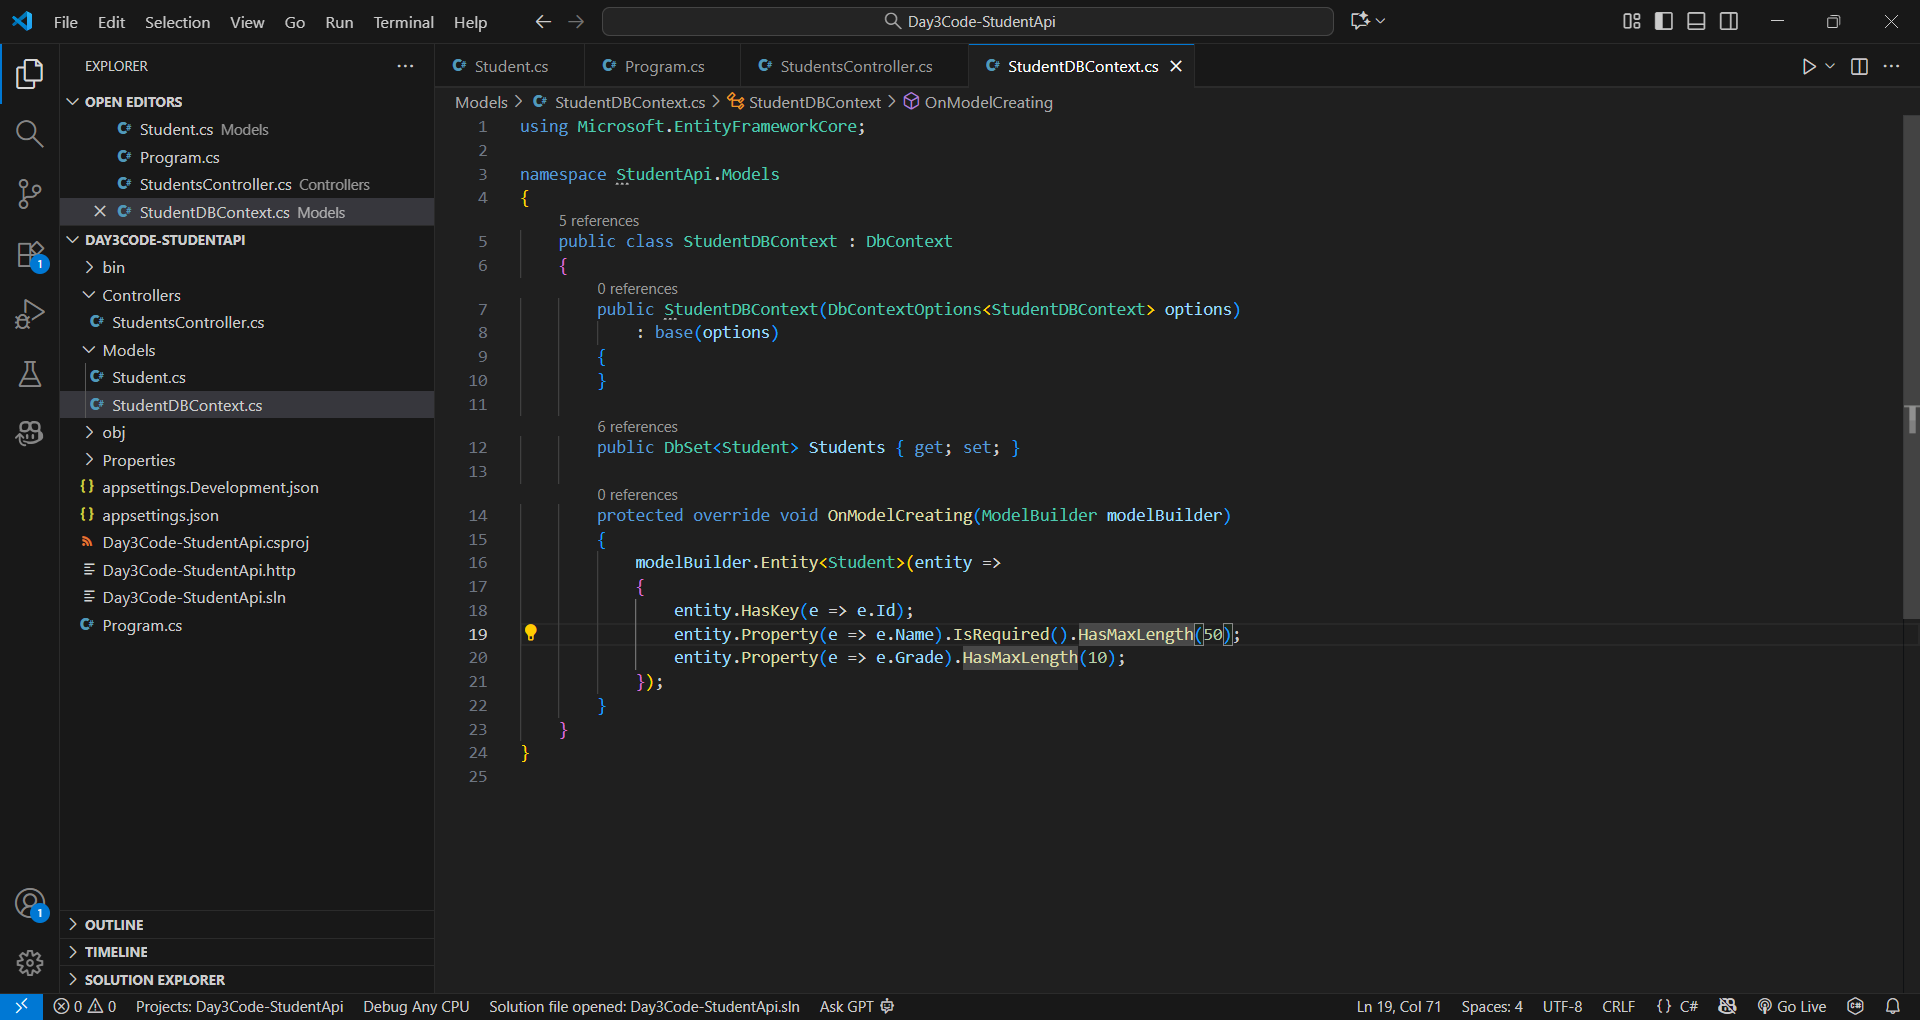 File Edit Selection View Go Run Terminal Help
Day3Code-StudentApi
EXPLORER
OPEN EDITORS
Student.cs Models
Program.cs
StudentsController.cs Controllers
StudentDBContext.cs Models
DAY3CODE-STUDENTAPI
bin
Controllers
C# StudentsController.cs
Models
C# Student.cs
C# StudentDBContext.cs
obj
Properties
{} appsettings.Development.json
{} appsettings.json
Day3Code-StudentApi.csproj
Day3Code-StudentApi.http
Day3Code-StudentApi.sln
C# Program.cs
OUTLINE
TIMELINE
SOLUTION EXPLORER
1
1
C# Student.cs
C# Program.cs
C# StudentsController.cs
C# StudentDBContext.cs
Models > C# StudentDBContext.cs > StudentDBContext > OnModelCreating
1 using Microsoft.EntityFrameworkCore;
2
3 namespace StudentApi.Models
4 {
5 references
5 public class StudentDBContext : DbContext
6 {
0 references
7 public StudentDBContext(DbContextOptions<StudentDBContext> options)
8 : base(options)
9 {
10 }
11
6 references
12 public DbSet<Student> Students { get; set; }
13
0 references
14 protected override void OnModelCreating(ModelBuilder modelBuilder)
15 {
16 modelBuilder.Entity<Student>(entity =>
17 {
18 entity.HasKey(e => e.Id);
19 entity.Property(e => e.Name).IsRequired().HasMaxLength(50);
20 entity.Property(e => e.Grade).HasMaxLength(10);
21 });
22 }
23 }
24 }
25
0 0 Projects: Day3Code-StudentApi Debug Any CPU Solution file opened: Day3Code-StudentApi.sln Ask GPT Ln 19, Col 71 Spaces: 4 UTF-8 CRLF {} C# Go Live